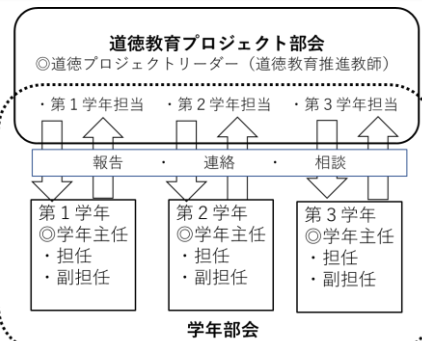 道徳教育プロジェクト部会
◎道徳プロジェクトリーダー（道徳教育推進教師）
・第１学年担当　・第２学年担当　・第３学年担当
報告　・　連絡　・　相談
第１学年
◎学年主任
・担任
・副担任
第２学年
◎学年主任
・担任
・副担任
第３学年
◎学年主任
・担任
・副担任
学年部会